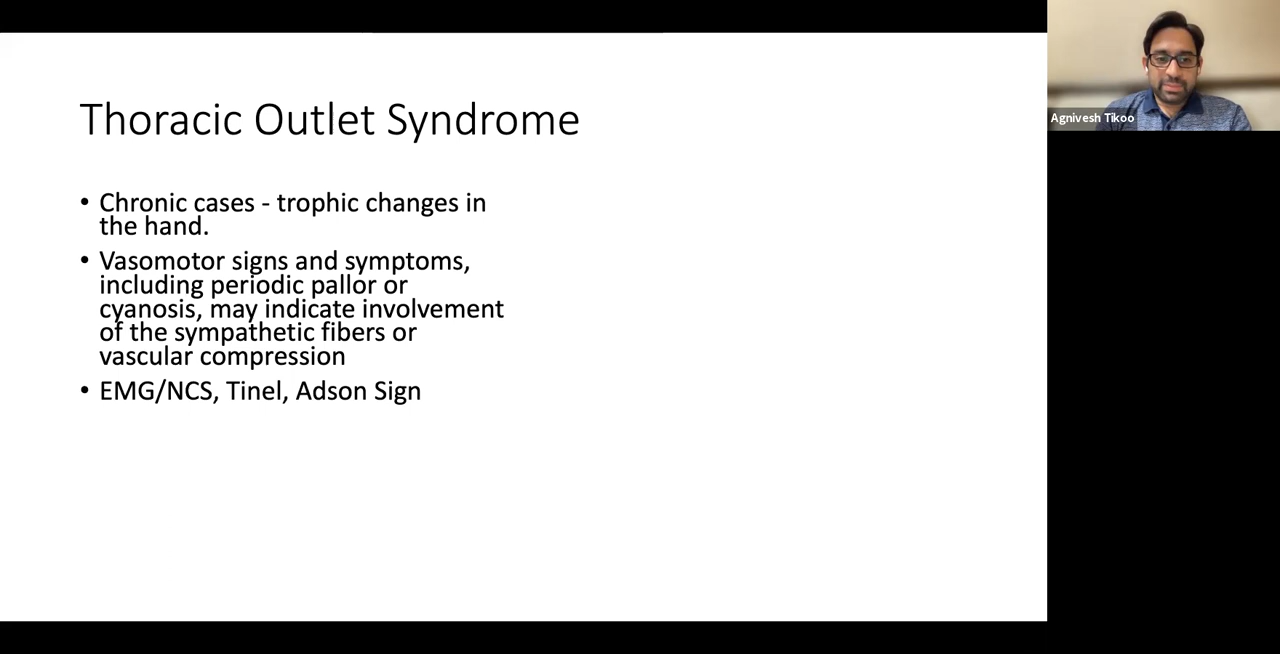 Thoracic Outlet Syndrome
• Chronic cases - trophic changes in
the hand.
• Vasomotor signs and symptoms,
including periodic pallor or
cyanosis, may indicate involvement
of the sympathetic fibers or
vascular compression
• EMG/NCS, Tinel, Adson Sign
Agnivesh Tikoo